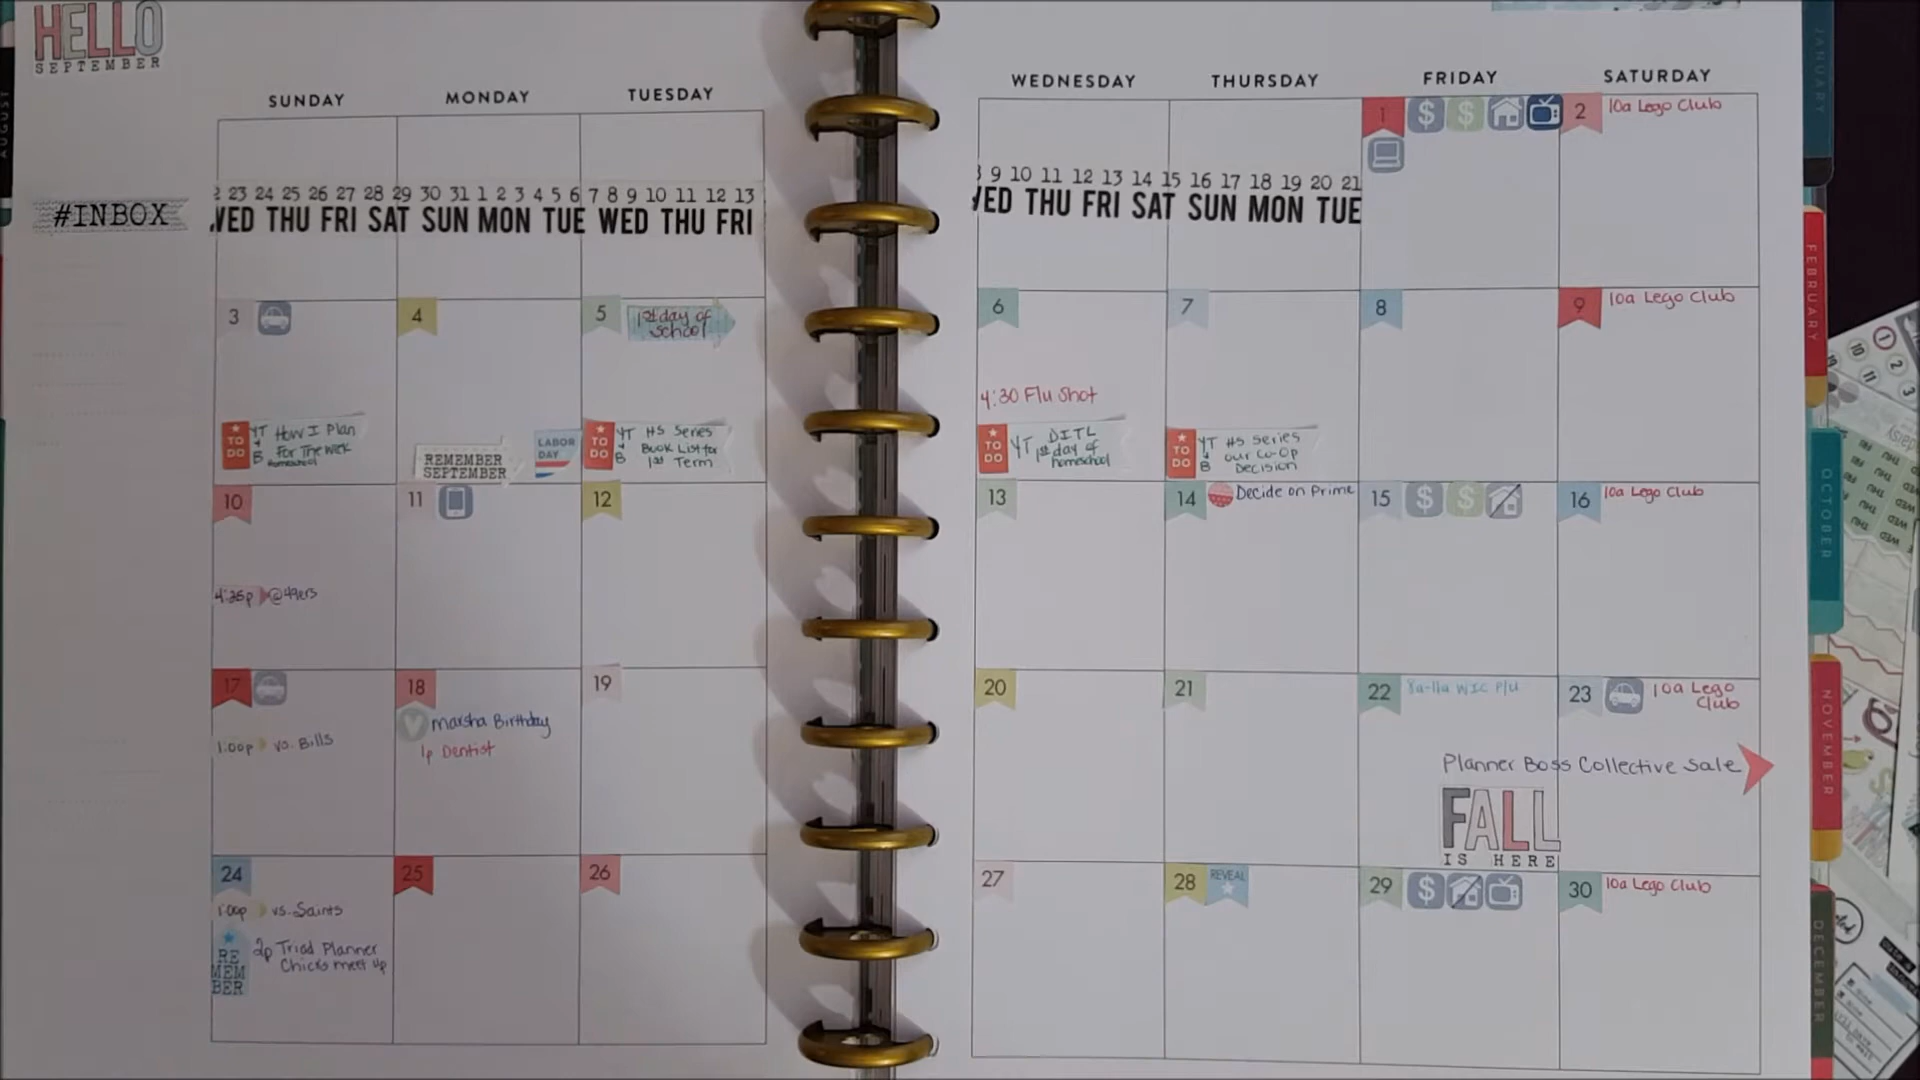 HELLO
SEPTEMBER
SUNDAY MONDAY TUESDAY WEDNESDAY THURSDAY FRIDAY SATURDAY
#INBOX
23 24 25 26 27 28 29 30 31 1 2 3 4 5 6 7 8 9 10 11 12 13
WED THU FRI SAT SUN MON TUE WED THU FRI
9 10 11 12 13 14 15 16 17 18 19 20 21
WED THU FRI SAT SUN MON TUE
1 $ $
2 10a Lego Club
3
TO
DO
YT
+
B
How I Plan
For The Week
homeschool
4
REMEMBER
SEPTEMBER
LABOR
DAY
5 1st day of
school
TO
DO
YT
+
B
HS Series
Book List for
1st Term
6
4:30 Flu Shot
TO
DO
YT
DITL
1st day of
homeschool
7
TO
DO
YT
+
B
HS Series
our Co-Op
Decision
8
9 10a Lego Club
10
4:25p @49ers
11
12
13
14 Decide on Prime
15 $ $
16 10a Lego Club
17
1:00p vs. Bills
18
Marsha Birthday
1p Dentist
19
20
21
22 8a-11a WIC P/U
23 10a Lego
Club
Planner Boss Collective Sale
FALL
IS HERE
24
1:00p vs. Saints
RE
MEM
BER
2p Triad Planner
Chicks meet up
25
26
27
28 REVEAL
29 $
30 10a Lego Club
AUGUST
JANUARY
FEBRUARY
OCTOBER
NOVEMBER
DECEMBER